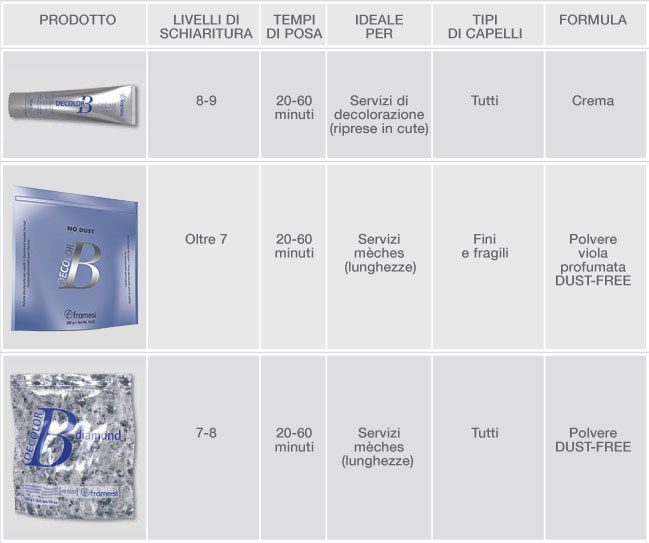 PRODOTTO
LIVELLI DI
SCHIARITURA
TEMPI
DI POSA
IDEALE
PER
TIPI
DI CAPELLI
FORMULA
DECOLOR B
framesi
8-9
20-60
minuti
Servizi di
decolorazione
(riprese in cute)
Tutti
Crema
NO DUST
DECOLOR B
framesi
Oltre 7
20-60
minuti
Servizi
mèches
(lunghezze)
Fini
e fragili
Polvere
viola
profumata
DUST-FREE
DECOLOR B
diamond
framesi
7-8
20-60
minuti
Servizi
mèches
(lunghezze)
Tutti
Polvere
DUST-FREE